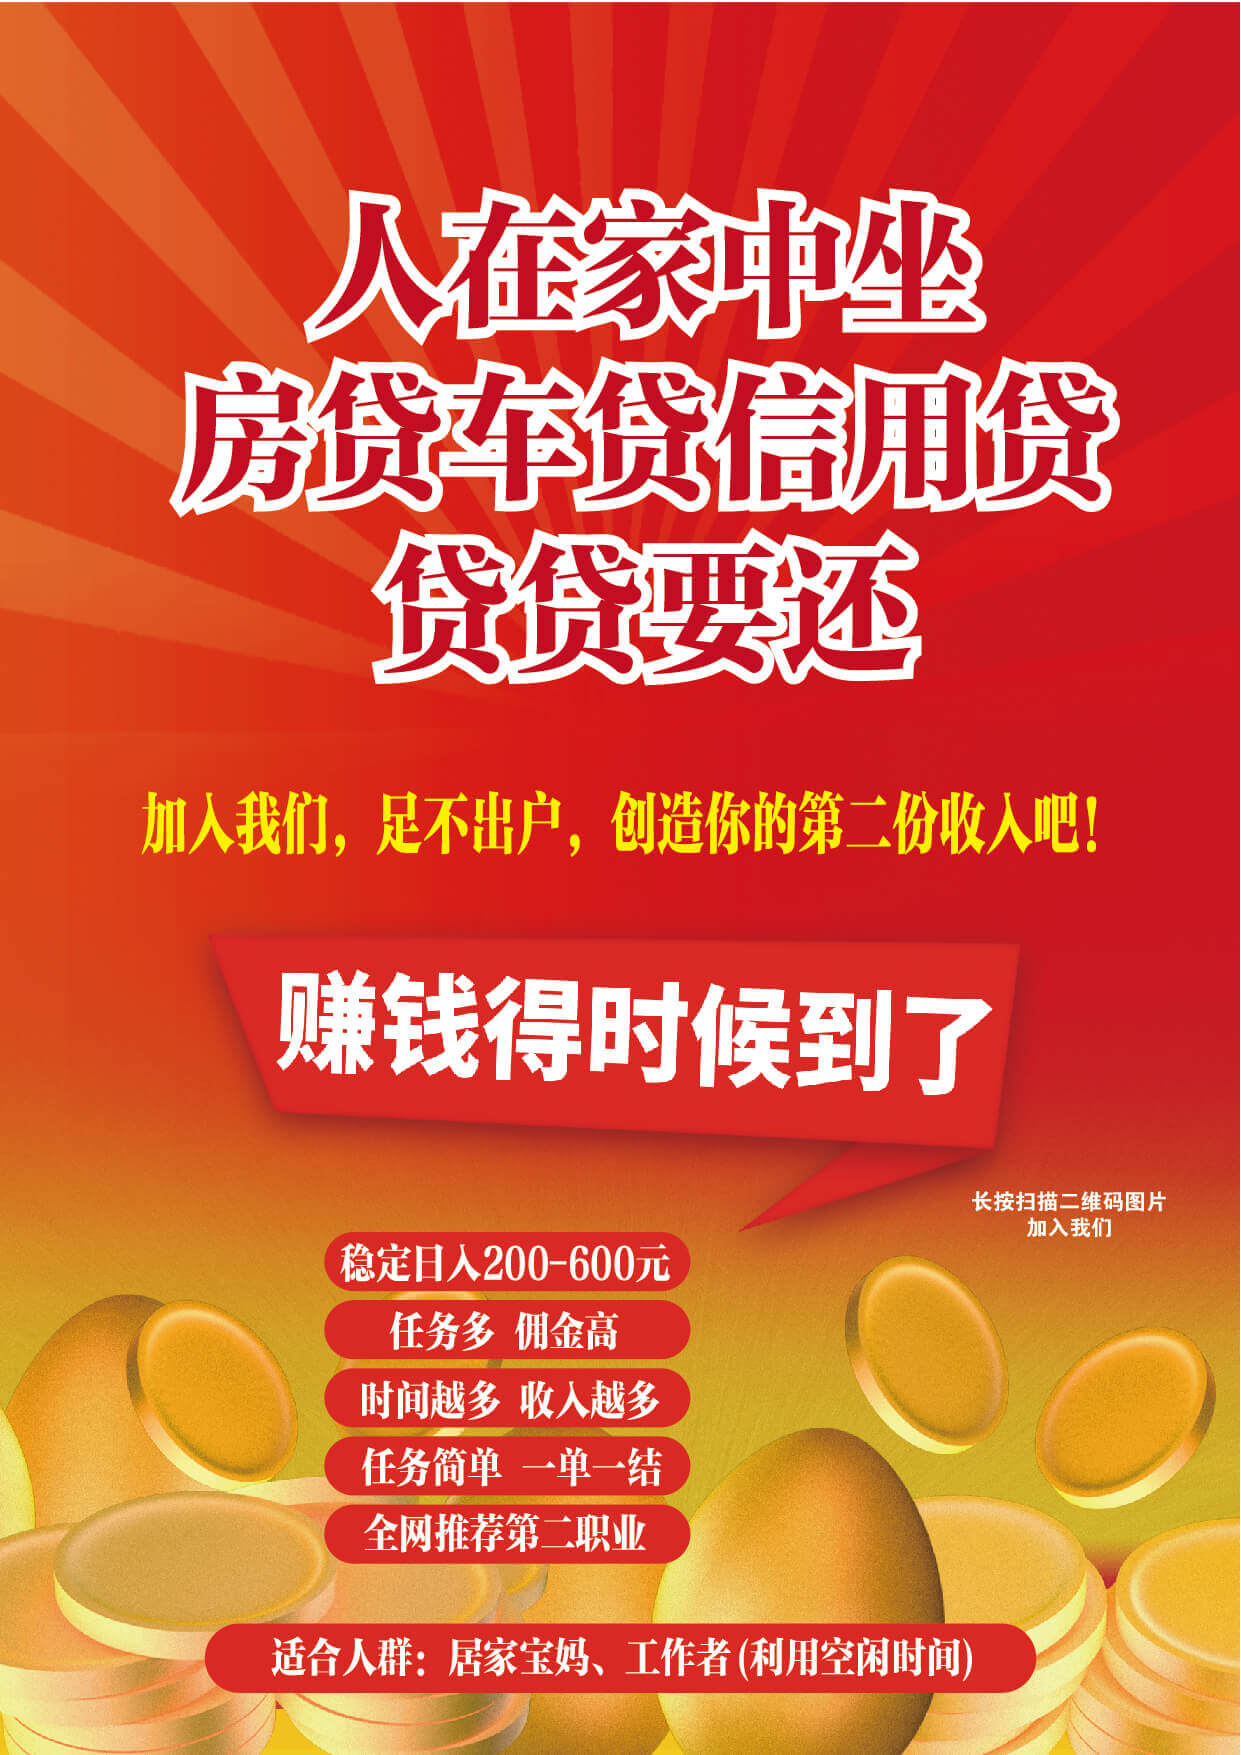 人在家中坐
房贷车贷信用贷
贷贷要还
加入我们，足不出户，创造你的第二份收入吧！
赚钱得时候到了
长按扫描二维码图片
加入我们
稳定日入200-600元
任务多 佣金高
时间越多 收入越多
任务简单 一单一结
全网推荐第二职业
适合人群：居家宝妈、工作者(利用空闲时间)